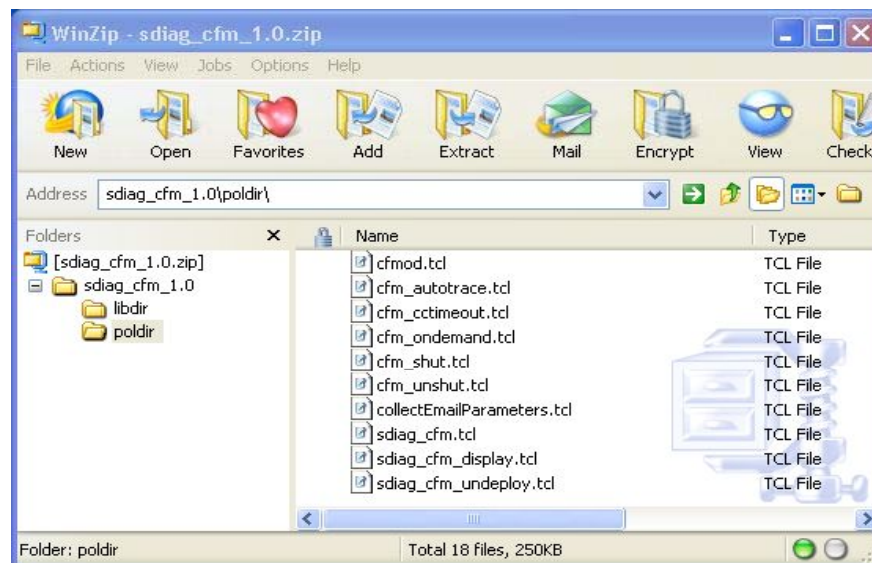 WinZip - sdiag_cfm_1.0.zip
File Actions View Jobs Options Help
New Open Favorites Add Extract Mail Encrypt View Check
Address sdiag_cfm_1.0\poldir\
Folders x Name Type
[sdiag_cfm_1.0.zip]
sdiag_cfm_1.0
libdir
poldir
cfmod.tcl TCL File
cfm_autotrace.tcl TCL File
cfm_cctimeout.tcl TCL File
cfm_ondemand.tcl TCL File
cfm_shut.tcl TCL File
cfm_unshut.tcl TCL File
collectEmailParameters.tcl TCL File
sdiag_cfm.tcl TCL File
sdiag_cfm_display.tcl TCL File
sdiag_cfm_undeploy.tcl TCL File
Folder: poldir Total 18 files, 250KB